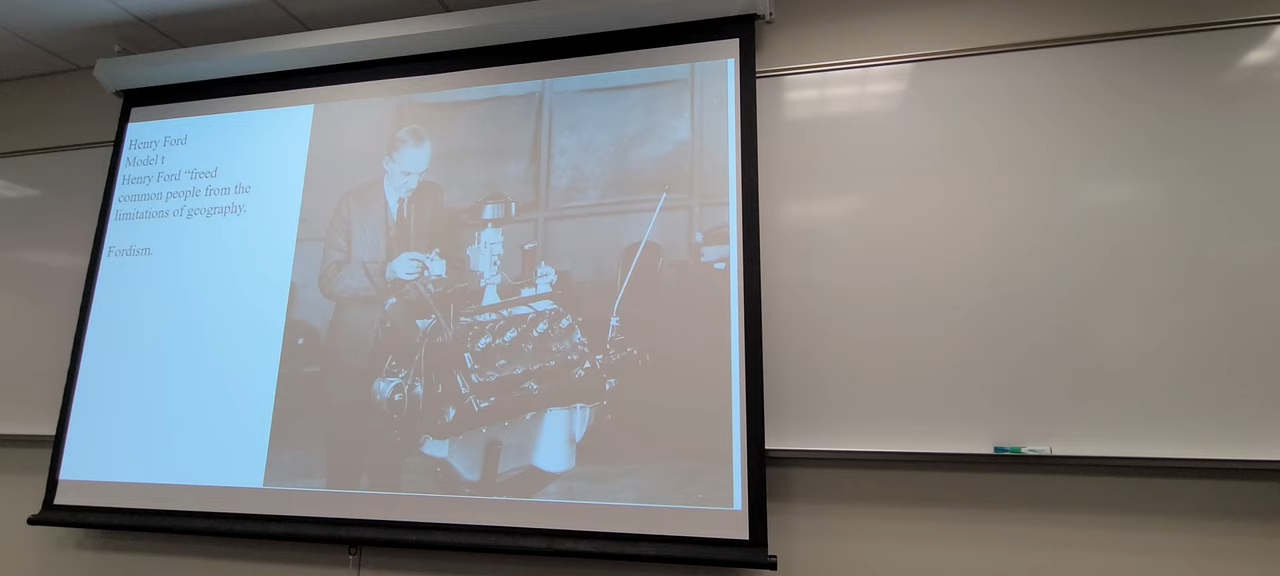 Henry Ford
Model t
Henry Ford “freed
common people from the
limitations of geography.
Fordism.